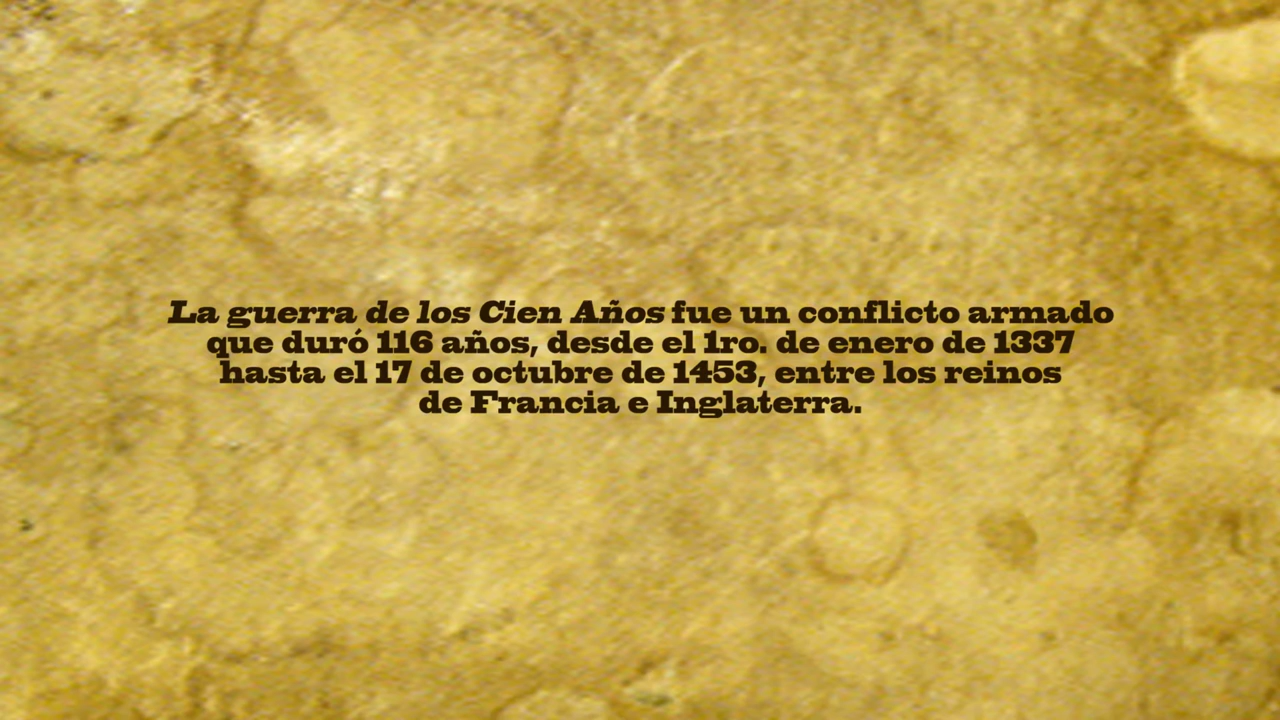 La guerra de los Cien Años fue un conflicto armado
que duró 116 años, desde el 1ro. de enero de 1337
hasta el 17 de octubre de 1453, entre los reinos
de Francia e Inglaterra.